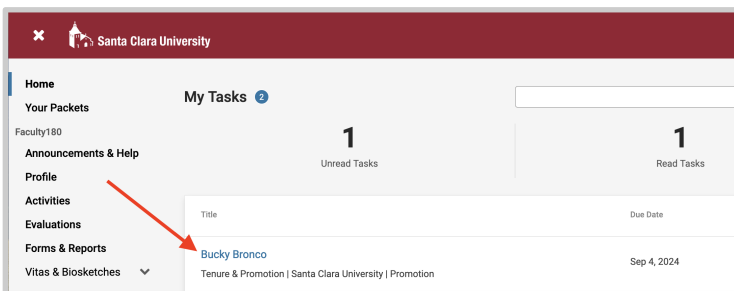 Santa Clara University
Home
Your Packets
Faculty180
Announcements & Help
Profile
Activities
Evaluations
Forms & Reports
Vitas & Biosketches
My Tasks 2
1
Unread Tasks
1
Read Tasks
Title
Due Date
Bucky Bronco
Tenure & Promotion | Santa Clara University | Promotion
Sep 4, 2024